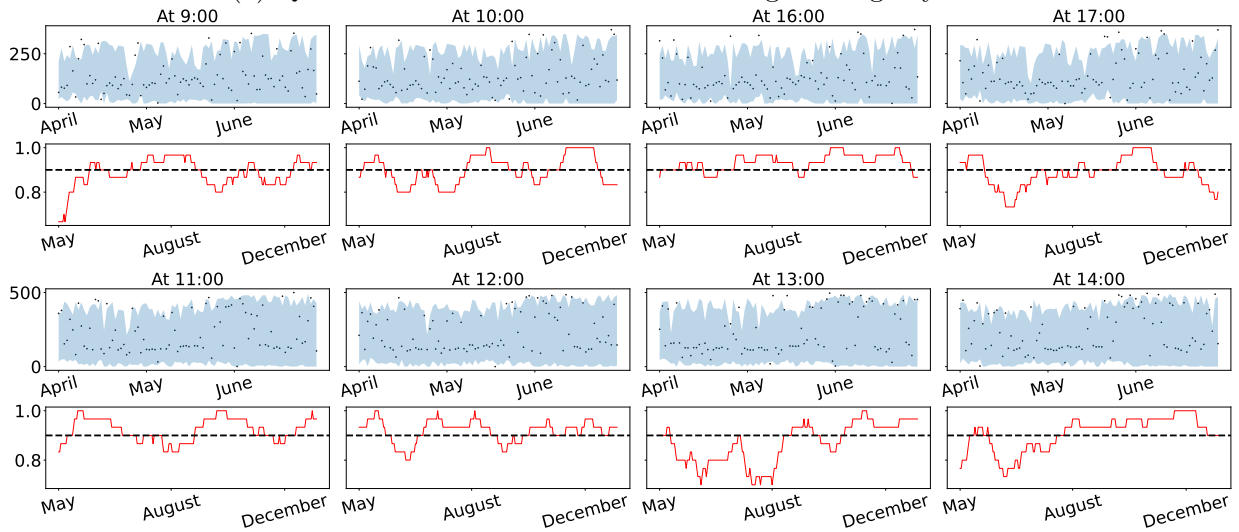 At 9:00 At 10:00 At 16:00 At 17:00
250
0
April May June April May June April May June April May June
1.0
0.8
May August December May August December May August December May August December
At 11:00 At 12:00 At 13:00 At 14:00
500
0
April May June April May June April May June April May June
1.0
0.8
May August December May August December May August December May August December